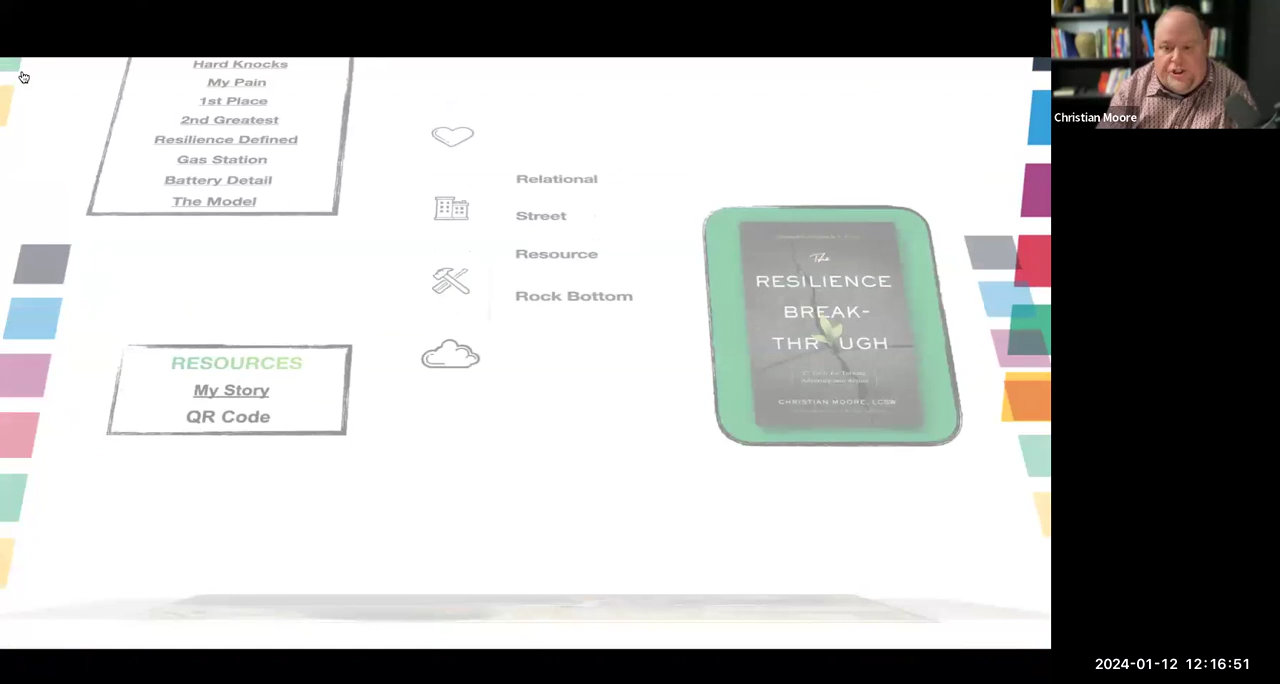 Hard Knocks
My Pain
1st Place
2nd Greatest
Resilience Defined
Gas Station
Battery Detail
The Model
RESOURCES
My Story
QR Code
Relational
Street
Resource
Rock Bottom
The
RESILIENCE
BREAK-
THR UGH
CHRISTIAN MOORE, LCSW
Christian Moore
2024-01-12 12:16:51